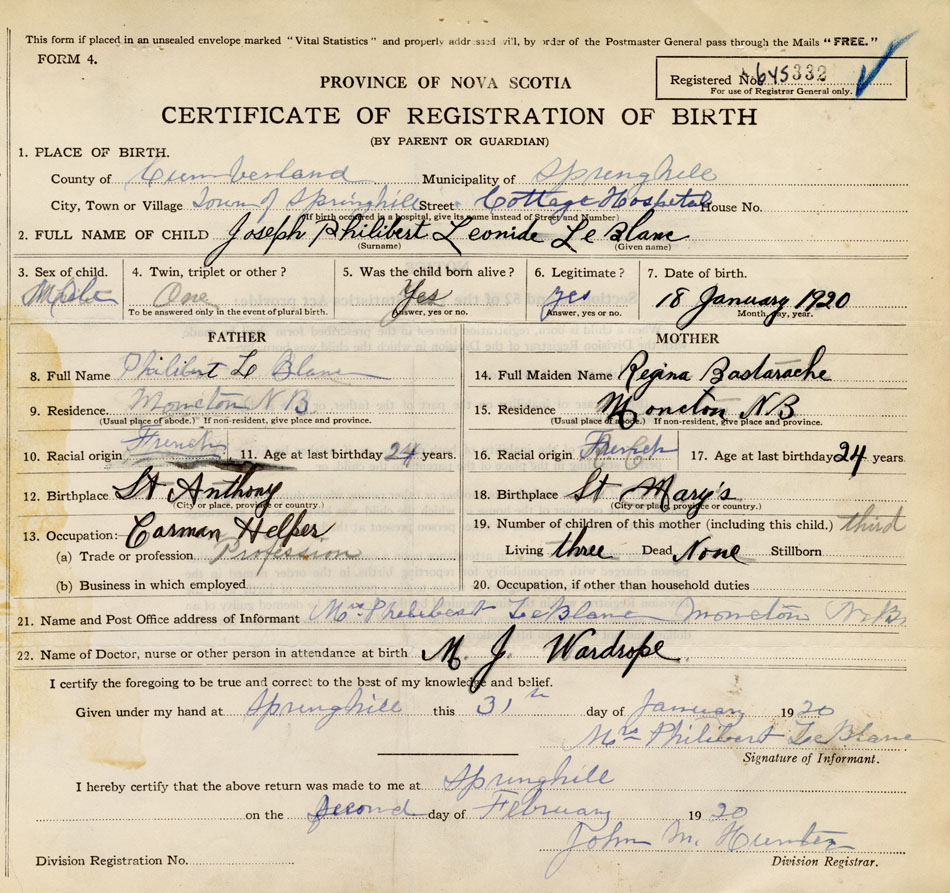 This form if placed in an unsealed envelope marked "Vital Statistics" and properly addressed will, by order of the Postmaster General pass through the Mails "FREE."
FORM 4.
Registered No. 645332
For use of Registrar General only.
PROVINCE OF NOVA SCOTIA
CERTIFICATE OF REGISTRATION OF BIRTH
(BY PARENT OR GUARDIAN)
1. PLACE OF BIRTH.
County of Cumberland Municipality of Springhill
City, Town or Village Town of Springhill Street Cottage Hospital House No.
(If birth occurred in a hospital, give its name instead of Street and Number)
2. FULL NAME OF CHILD Joseph Philibert Leonide LeBlanc
(Surname) (Given name)
3. Sex of child. 4. Twin, triplet or other? 5. Was the child born alive? 6. Legitimate? 7. Date of birth.
Male One Yes yes 18 January 1920
To be answered only in the event of plural birth. Answer, yes or no. Answer, yes or no. Month, day, year.
FATHER MOTHER
8. Full Name Philibert Le Blanc 14. Full Maiden Name Regina Bastarache
9. Residence. Moncton N B 15. Residence Moncton NB
(Usual place of abode.) If non-resident, give place and province. (Usual place of abode.) If non-resident, give place and province.
10. Racial origin French 11. Age at last birthday 24 years. 16. Racial origin French 17. Age at last birthday 24 years.
12. Birthplace St Anthony 18. Birthplace St Mary's
(City or place, province or country.) (City or place, province or country.)
13. Occupation: Carman Helper 19. Number of children of this mother (including this child.) third
(a) Trade or profession Profession Living three Dead None Stillborn
(b) Business in which employed 20. Occupation, if other than household duties
21. Name and Post Office address of Informant Mrs Philibert LeBlanc Moncton N.B.
22. Name of Doctor, nurse or other person in attendance at birth M. J. Wardrope
I certify the foregoing to be true and correct to the best of my knowledge and belief.
Given under my hand at Springhill this 31st day of January 1920
Mrs Philibert LeBlanc
Signature of Informant.
I hereby certify that the above return was made to me at Springhill
on the second day of February 1920
John M. Hunter
Division Registration No. Division Registrar.